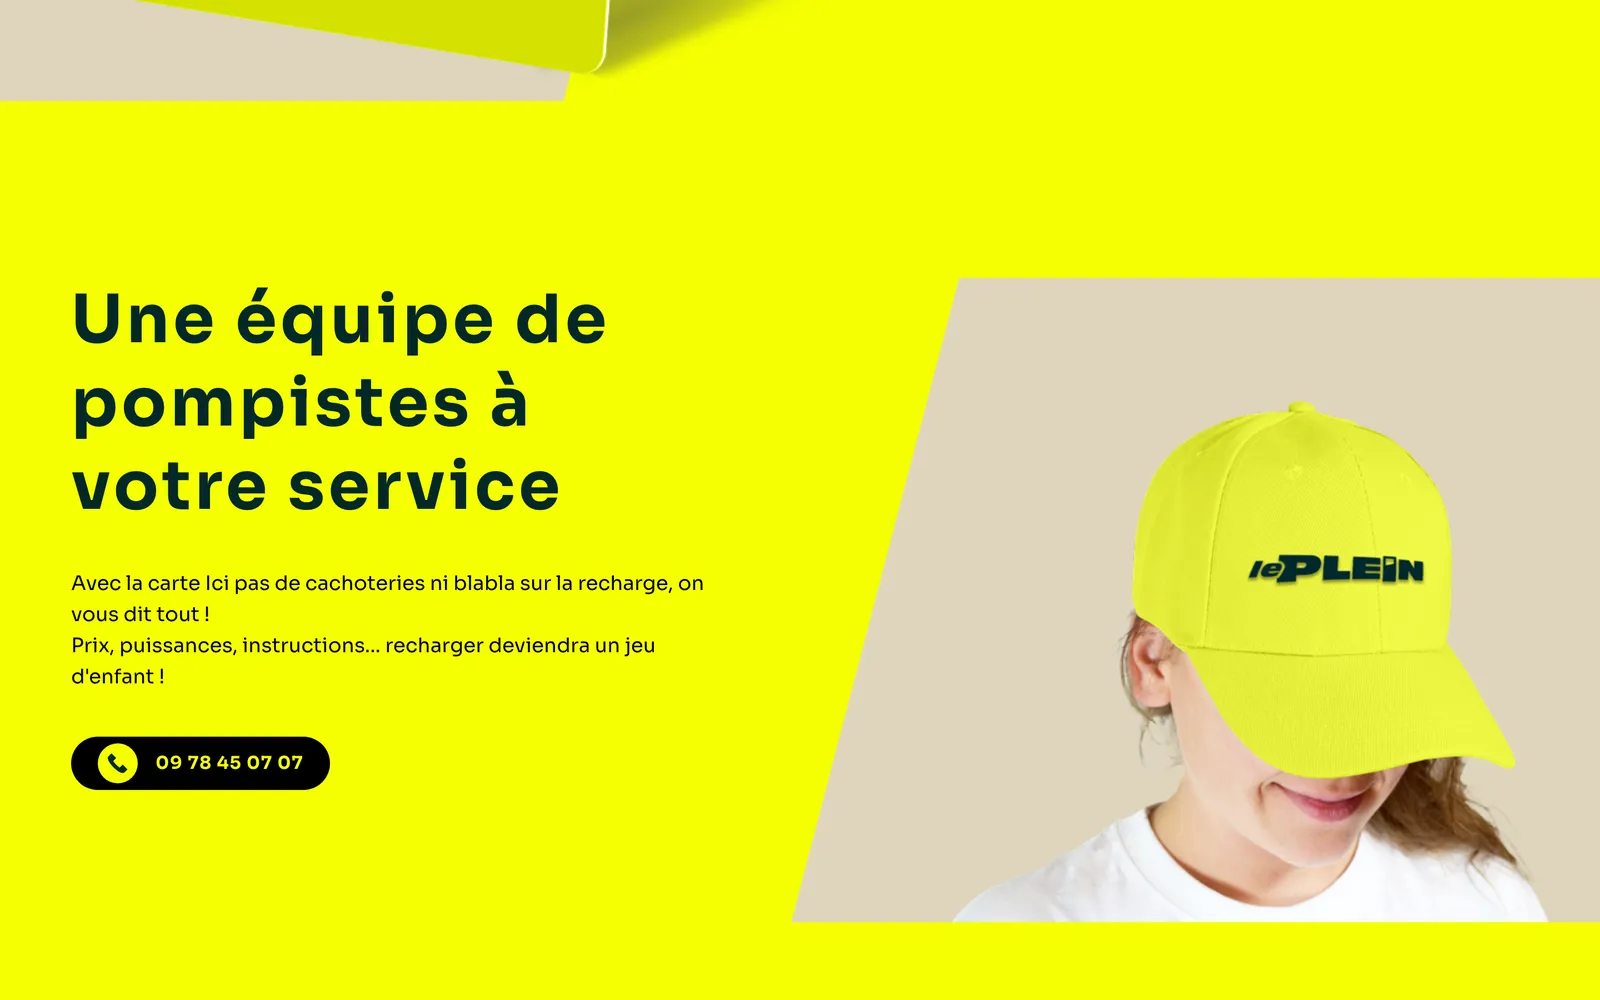 Une équipe de
pompistes à
votre service
Avec la carte Ici pas de cachoteries ni blabla sur la recharge, on
vous dit tout !
Prix, puissances, instructions... recharger deviendra un jeu
d'enfant !
09 78 45 07 07
lePLEiN